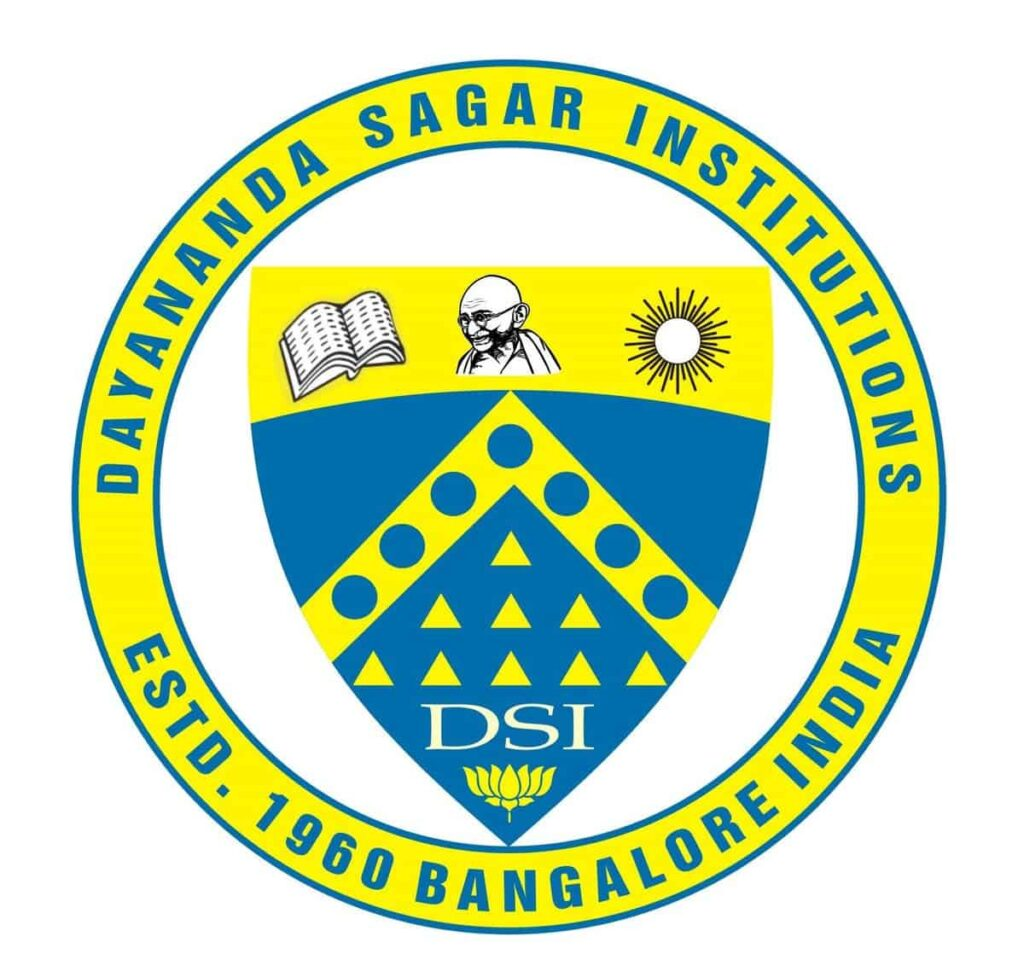 DAYANANDA SAGAR INSTITUTIONS
DSI
ESTD. 1960 BANGALORE INDIA